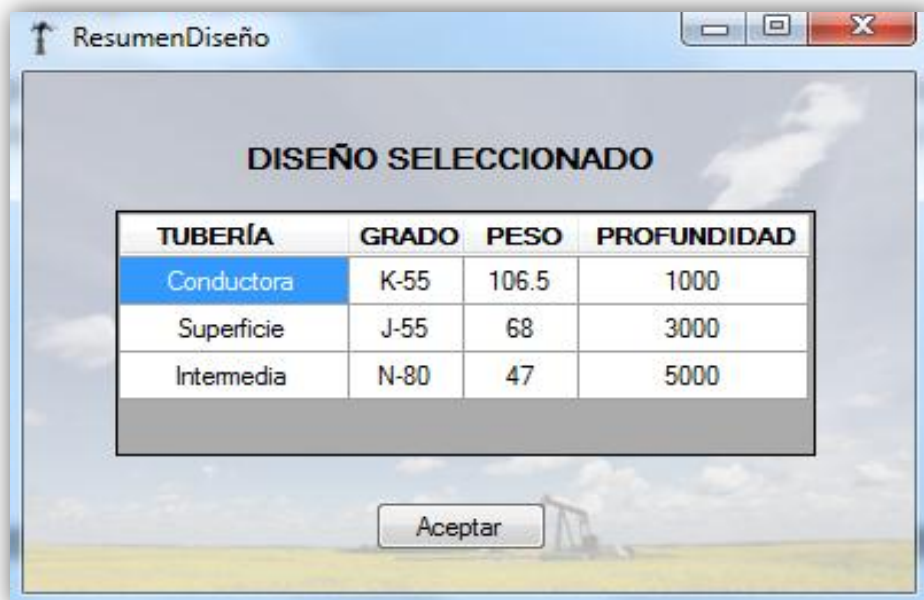 ResumenDiseño
DISEÑO SELECCIONADO
TUBERÍA GRADO PESO PROFUNDIDAD
Conductora K-55 106.5 1000
Superficie J-55 68 3000
Intermedia N-80 47 5000
Aceptar